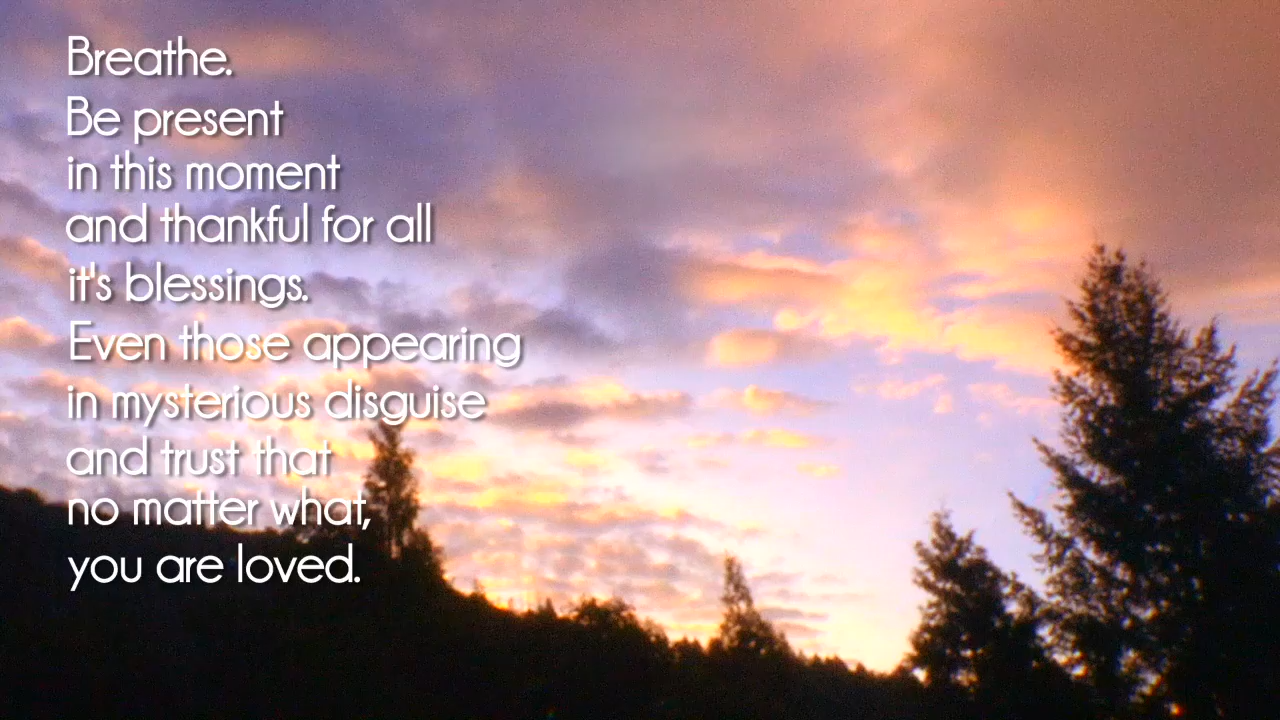 Breathe.
Be present
in this moment
and thankful for all
it's blessings.
Even those appearing
in mysterious disguise
and trust that
no matter what,
you are loved.